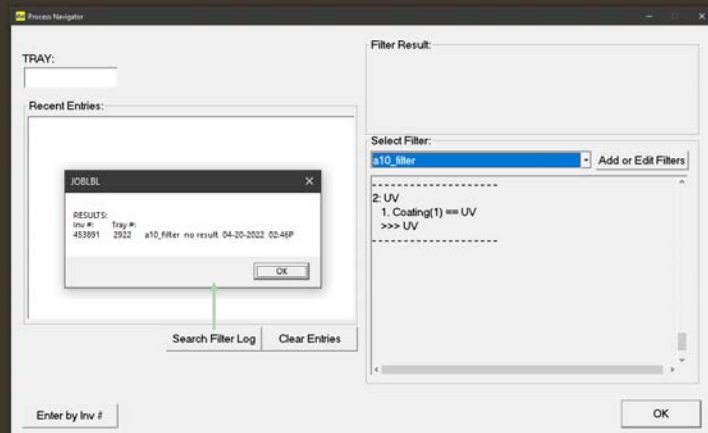 Process Navigator
TRAY:
Recent Entries:
JOBLBL
RESULTS:
Inv #: Tray #:
453891 2922 a10_filter no result 04-20-2022 02:46P
OK
Search Filter Log
Clear Entries
Enter by Inv #
Filter Result:
Select Filter:
a10_filter
Add or Edit Filters
---------------------
2: UV
1. Coating(1) == UV
>>> UV
---------------------
OK